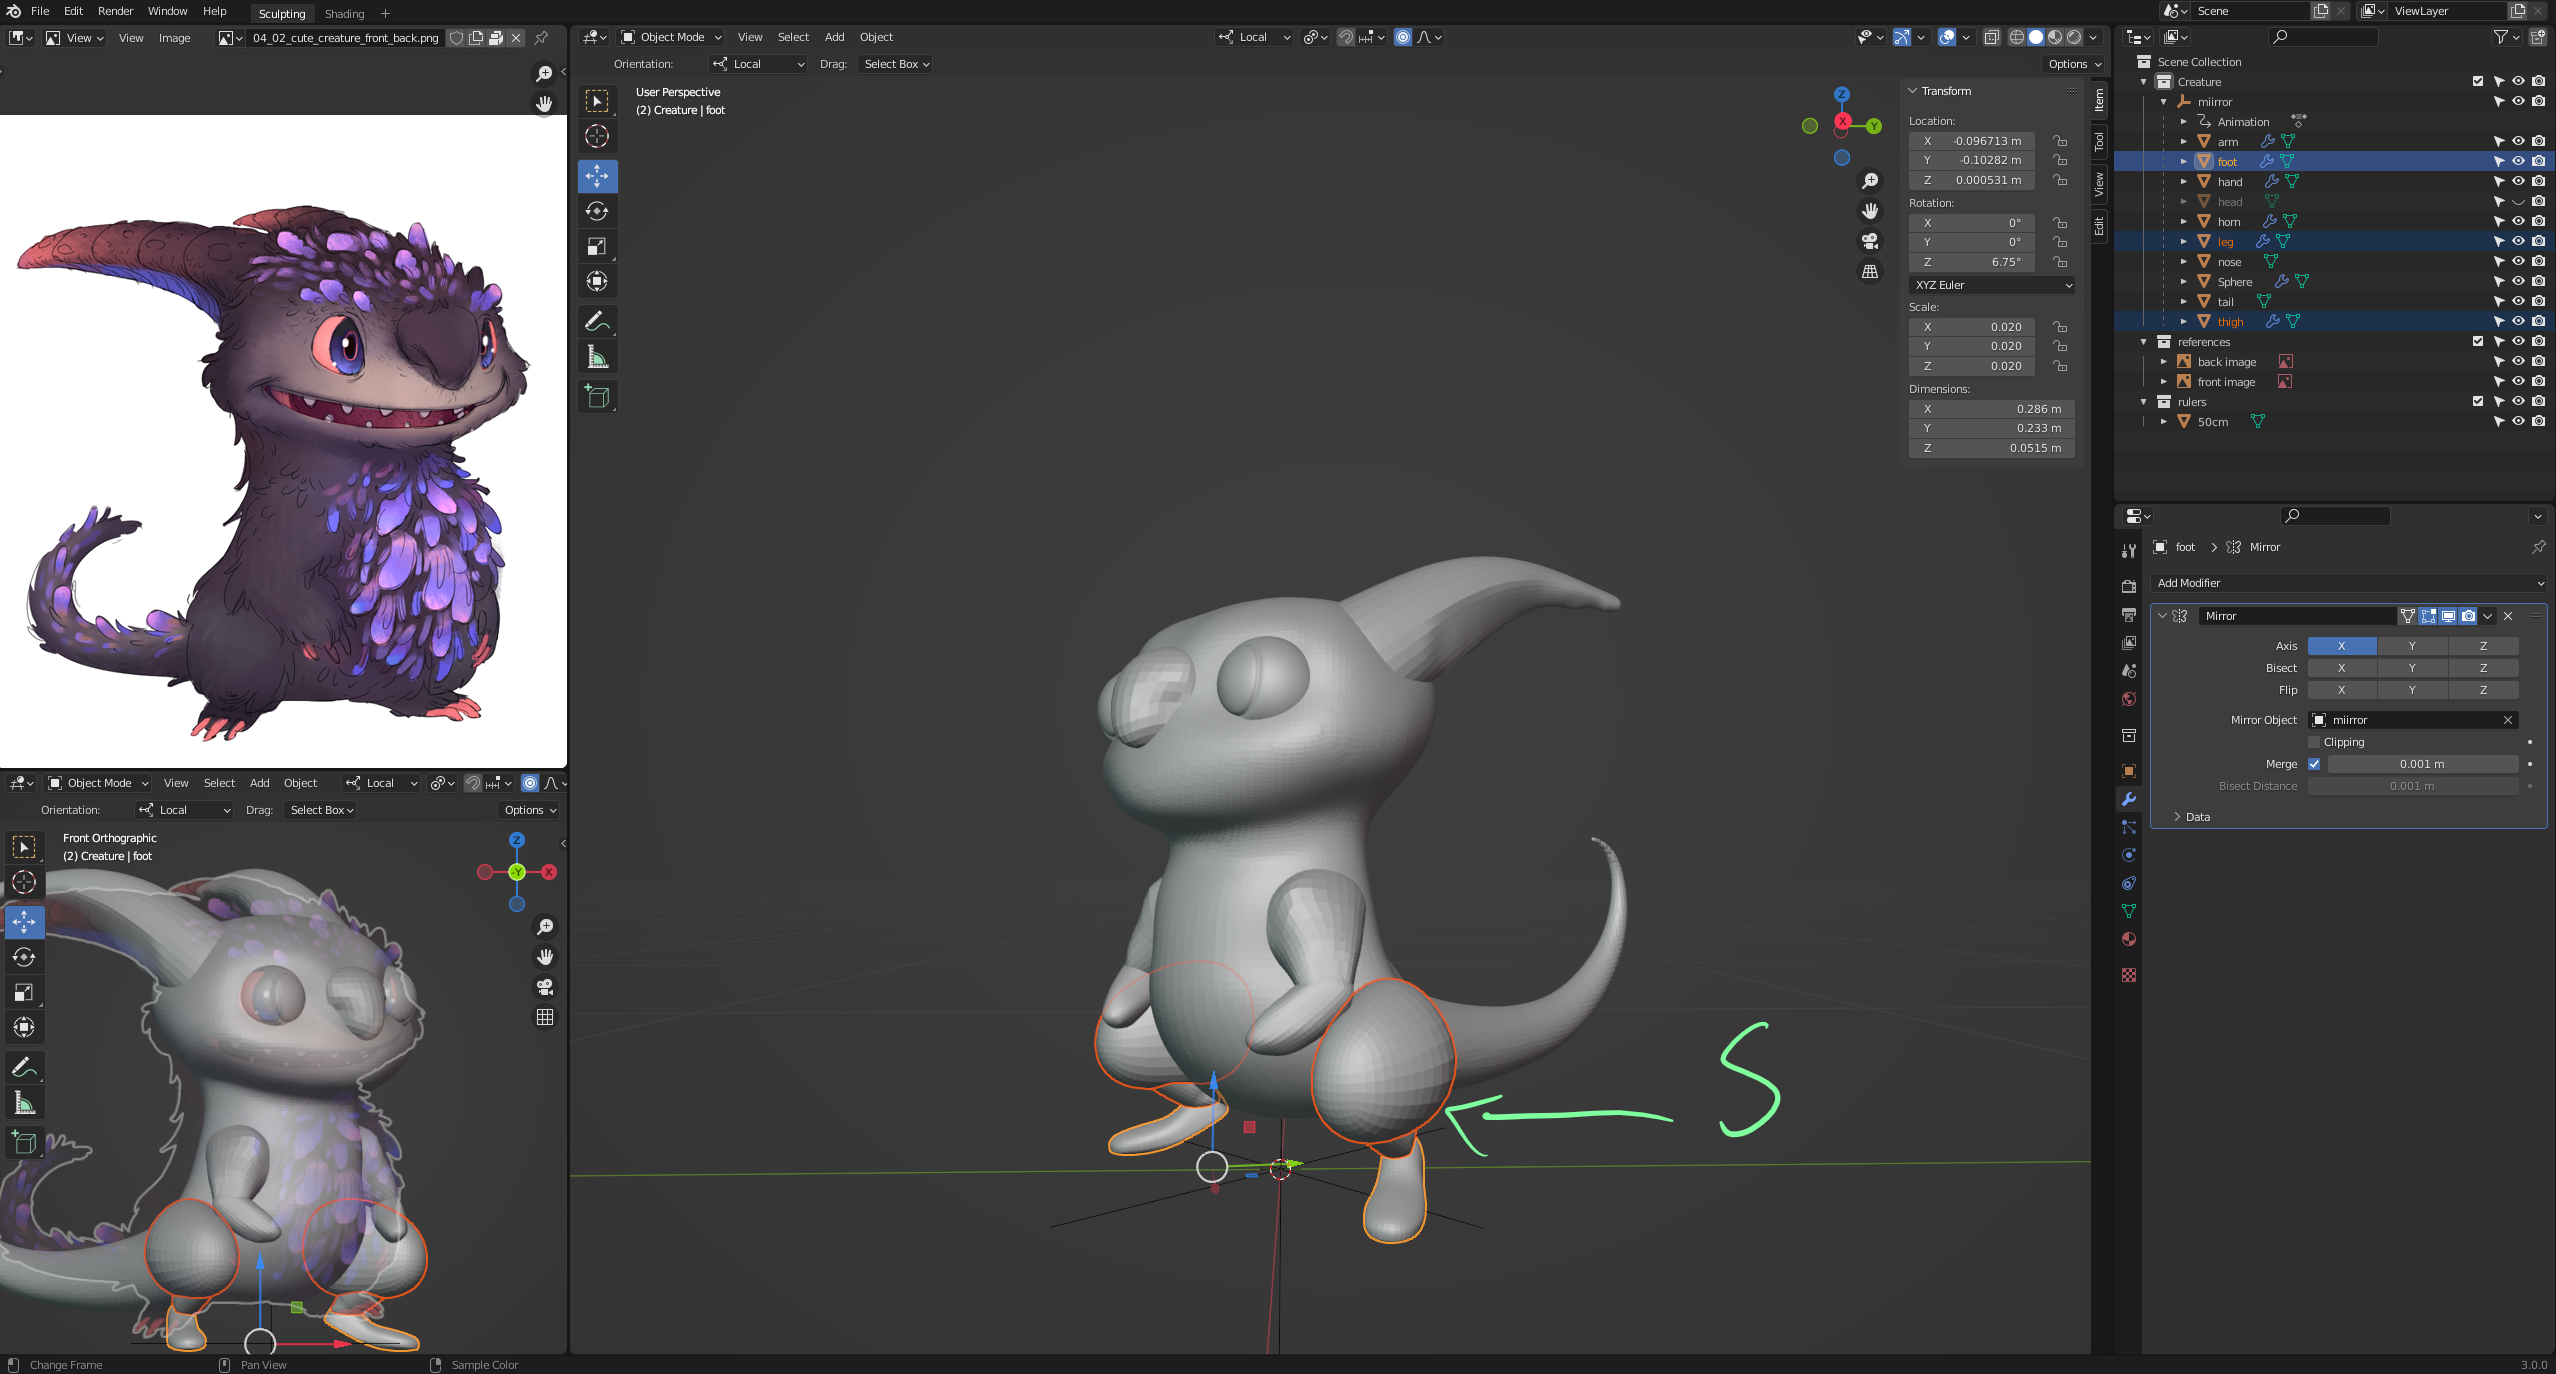 File Edit Render Window Help Sculpting Shading + Scene ViewLayer
View View Image 04_02_cute_creature_front_back.png
Object Mode View Select Add Object Local
Orientation: Local Drag: Select Box Options
User Perspective
(2) Creature | foot
Z
X
Y
Transform
Location:
X -0.096713 m
Y -0.10282 m
Z 0.000531 m
Rotation:
X 0°
Y 0°
Z 6.75°
XYZ Euler
Scale:
X 0.020
Y 0.020
Z 0.020
Dimensions:
X 0.286 m
Y 0.233 m
Z 0.0515 m
Item
Tool
View
Edit
Scene Collection
Creature
miirror
Animation
arm
foot
hand
head
horn
leg
nose
Sphere
tail
thigh
references
back image
front image
rulers
50cm
foot Mirror
Add Modifier
Mirror
Axis X Y Z
Bisect X Y Z
Flip X Y Z
Mirror Object miirror
Clipping
Merge 0.001 m
Bisect Distance 0.001 m
Data
S
Object Mode View Select Add Object Local
Orientation: Local Drag: Select Box Options
Front Orthographic
(2) Creature | foot
Z
-Y
X
Change Frame Pan View Sample Color 3.0.0